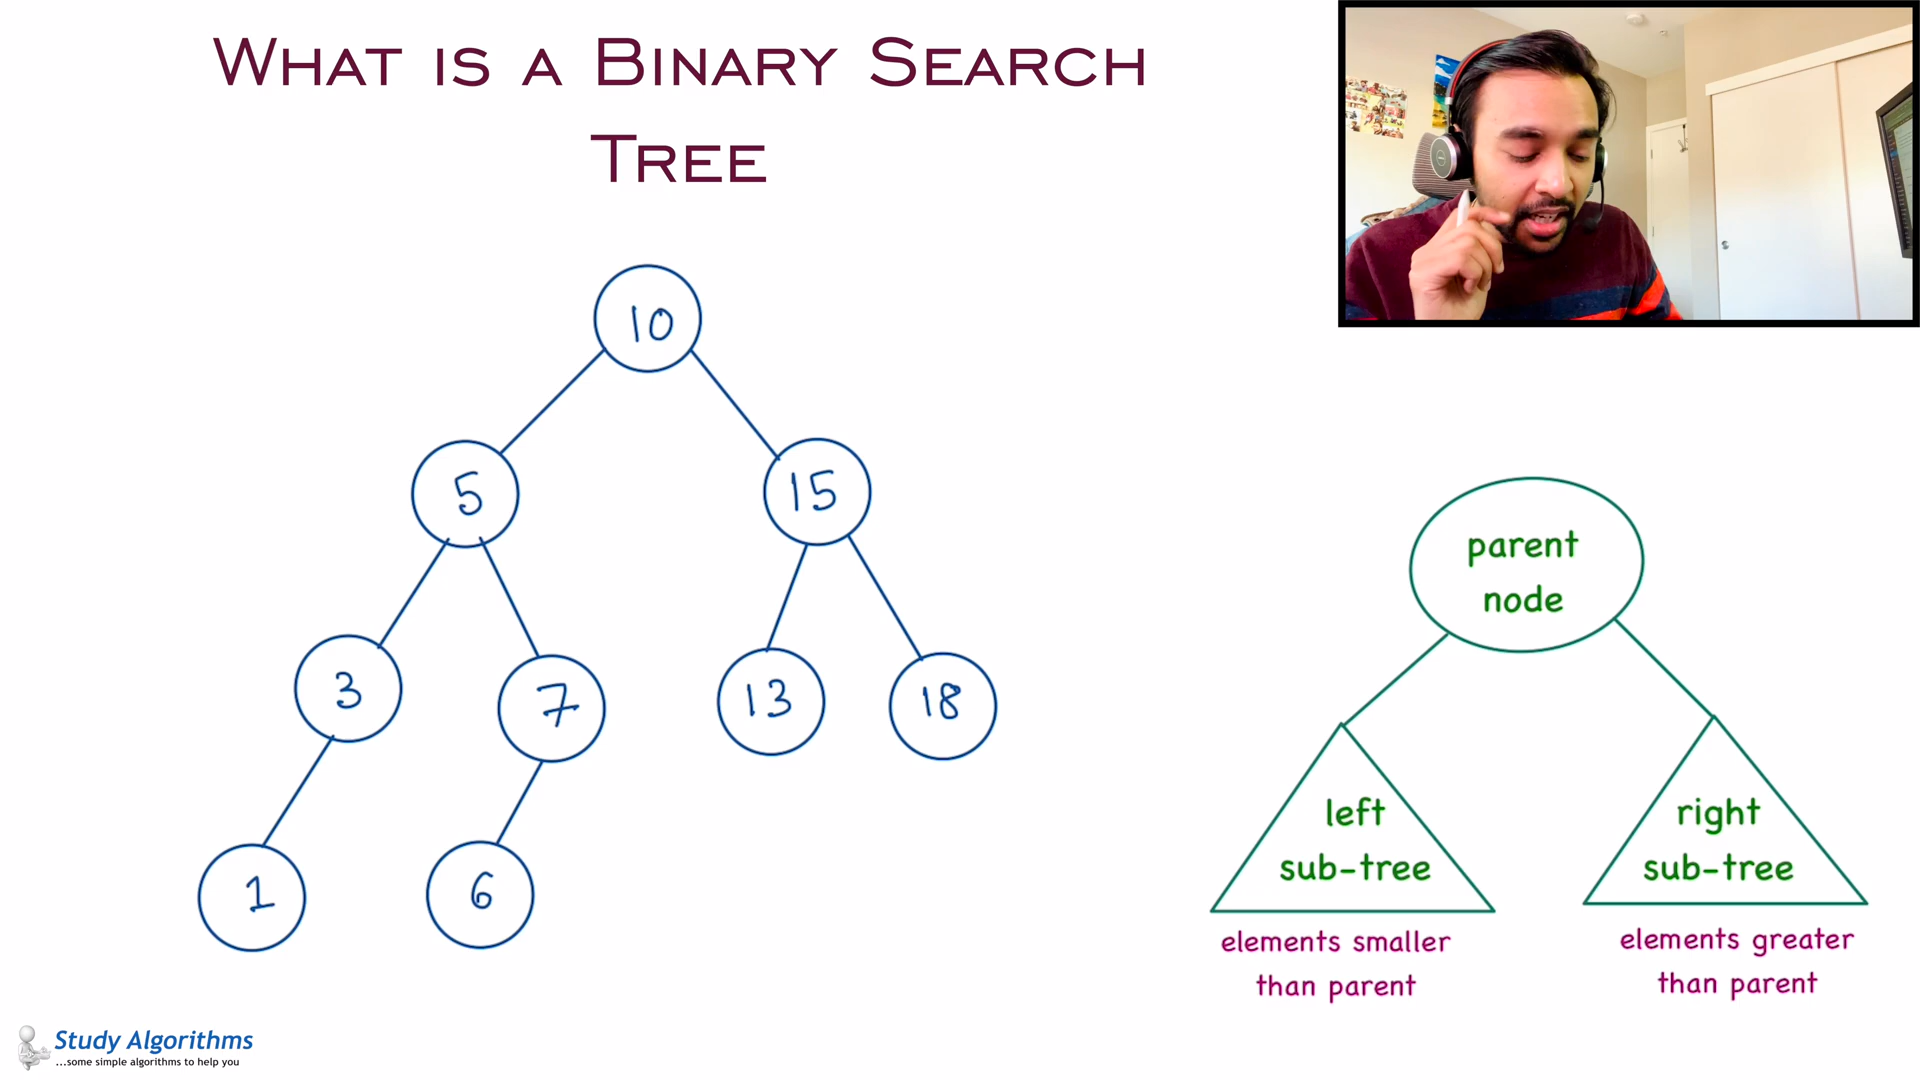 What is a Binary Search
Tree
10
5
15
3
7
13
18
1
6
parent
node
left
sub-tree
right
sub-tree
elements smaller
than parent
elements greater
than parent
Study Algorithms
...some simple algorithms to help you